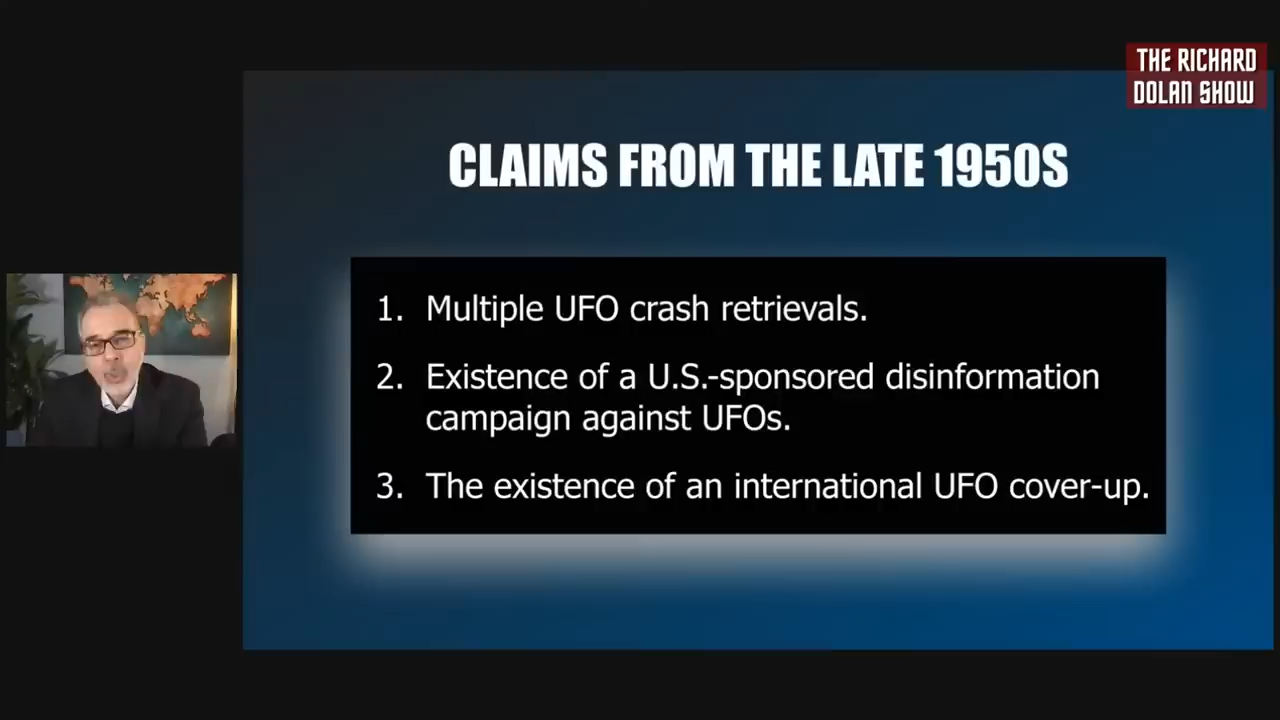 THE RICHARD
DOLAN SHOW
CLAIMS FROM THE LATE 1950S
1. Multiple UFO crash retrievals.
2. Existence of a U.S.-sponsored disinformation
campaign against UFOs.
3. The existence of an international UFO cover-up.